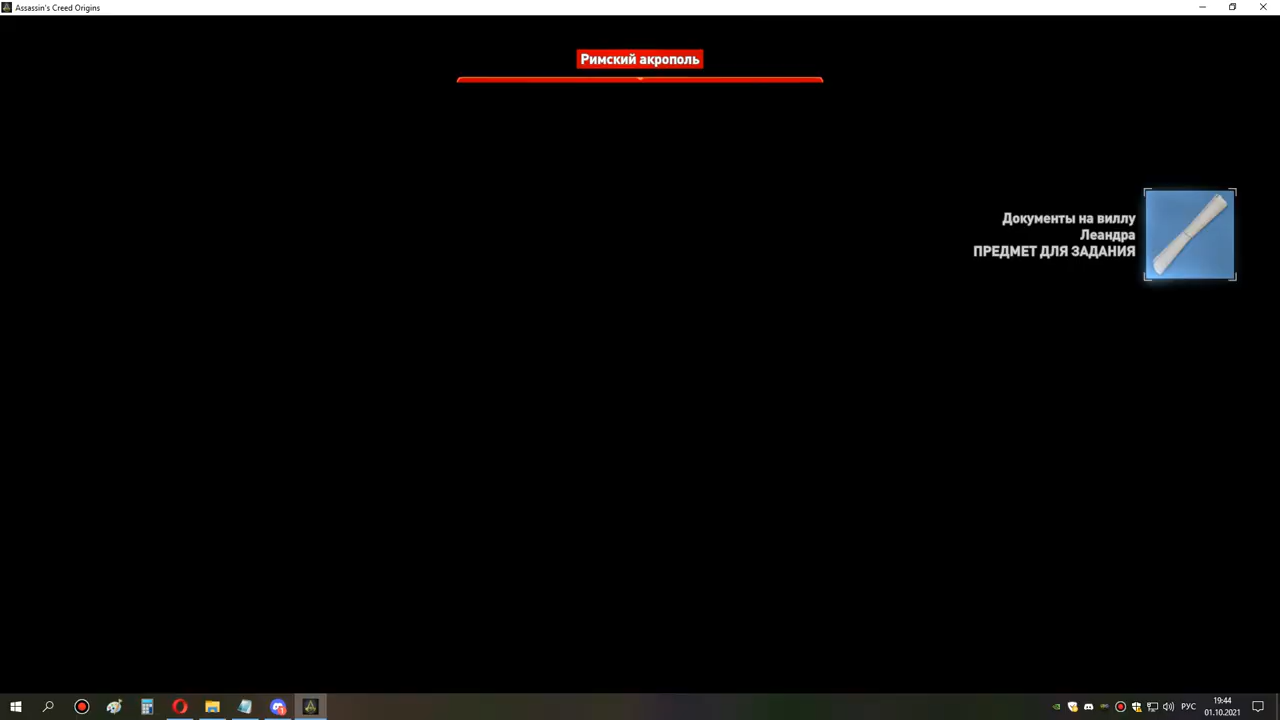 Assassin's Creed Origins
Римский акрополь
Документы на виллу
Леандра
ПРЕДМЕТ ДЛЯ ЗАДАНИЯ
РУС
19:44
01.10.2021